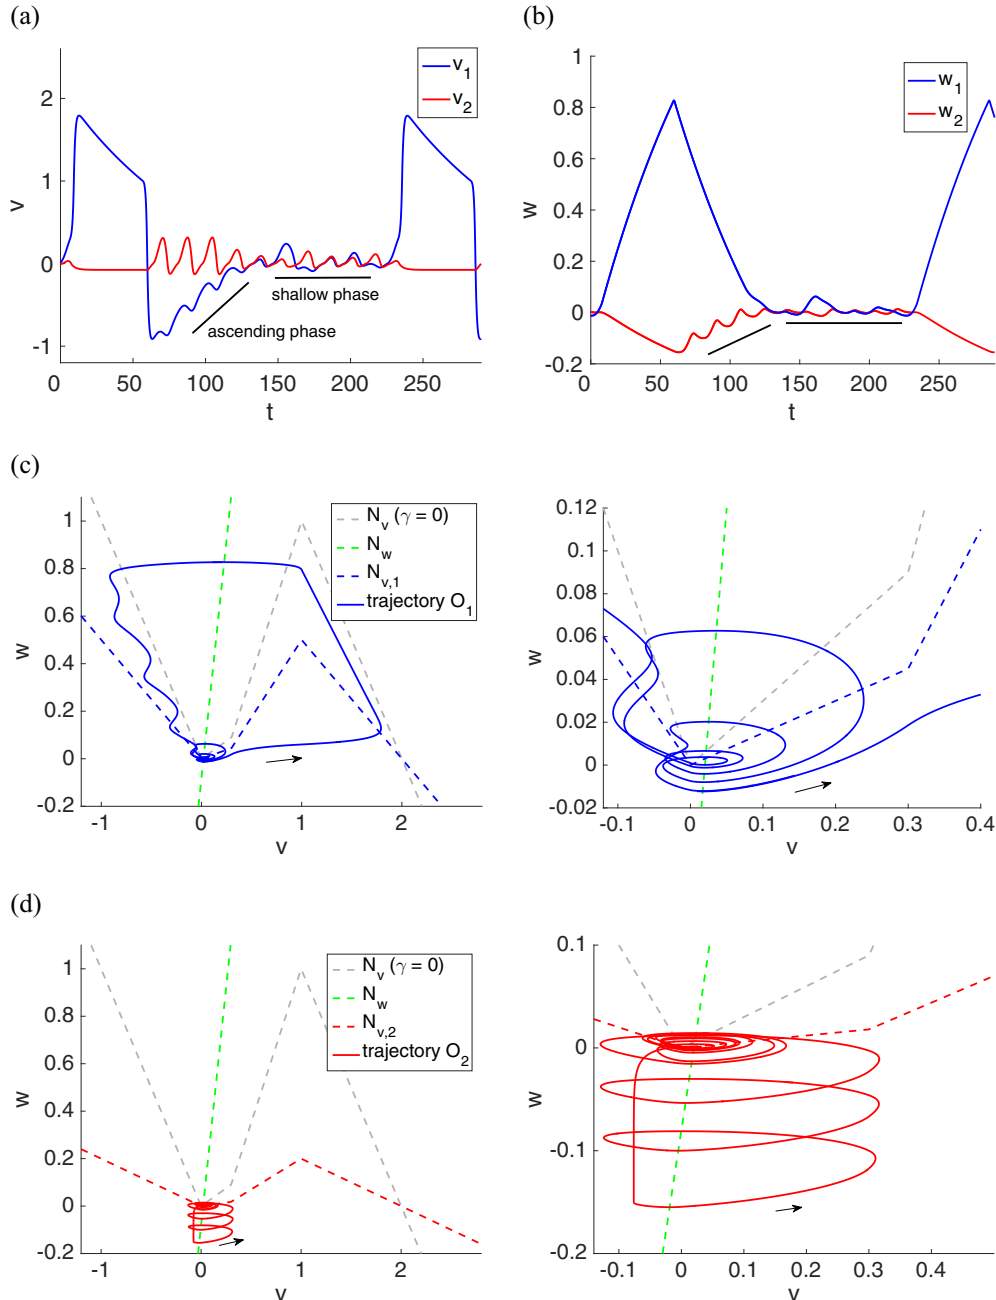 (a)
v
2
1
0
-1
v1
v2
shallow phase
ascending phase
0 50 100 150 200 250
t
(b)
w
1
0.8
0.6
0.4
0.2
0
-0.2
w1
w2
0 50 100 150 200 250
t
(c)
w
1
0.8
0.6
0.4
0.2
0
-0.2
Nv (γ = 0)
Nw
Nv,1
trajectory O1
-1 0 1 2
v
w
0.12
0.1
0.08
0.06
0.04
0.02
0
-0.02
-0.1 0 0.1 0.2 0.3 0.4
v
(d)
w
1
0.8
0.6
0.4
0.2
0
-0.2
Nv (γ = 0)
Nw
Nv,2
trajectory O2
-1 0 1 2
v
w
0.1
0
-0.1
-0.2
-0.1 0 0.1 0.2 0.3 0.4
v